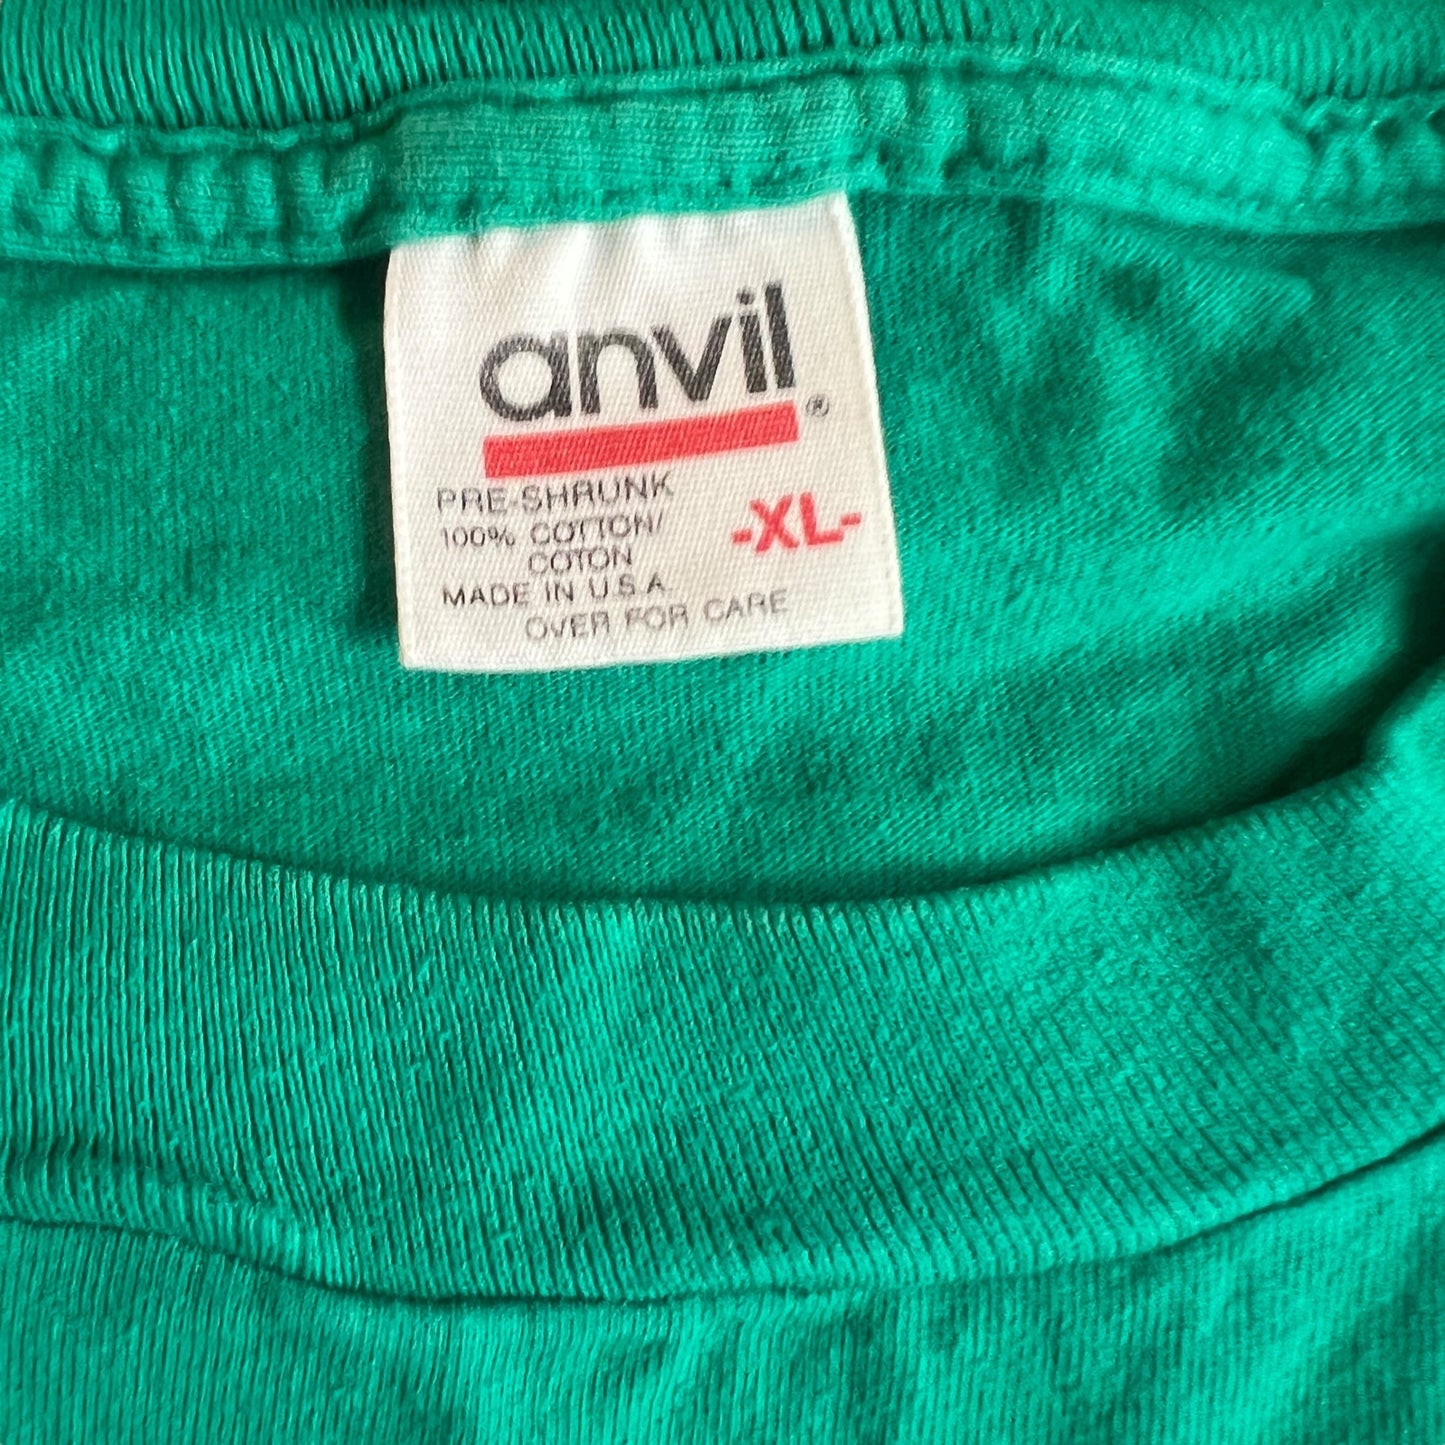 anvil®
PRE-SHRUNK
100% COTTON/
COTON
-XL-
MADE IN U.S.A.
OVER FOR CARE